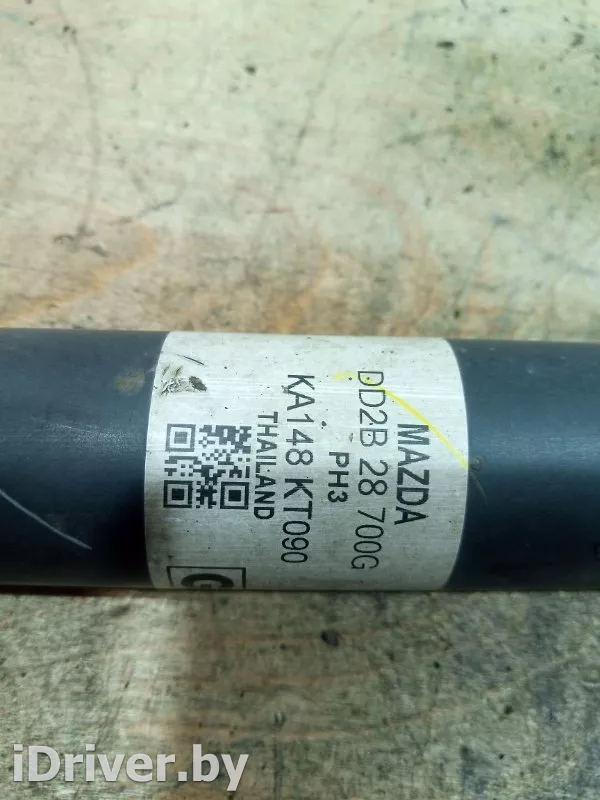 MAZDA
DD2B 28 700G
PH3
KA148 KT090
THAILAND
iDriver.by